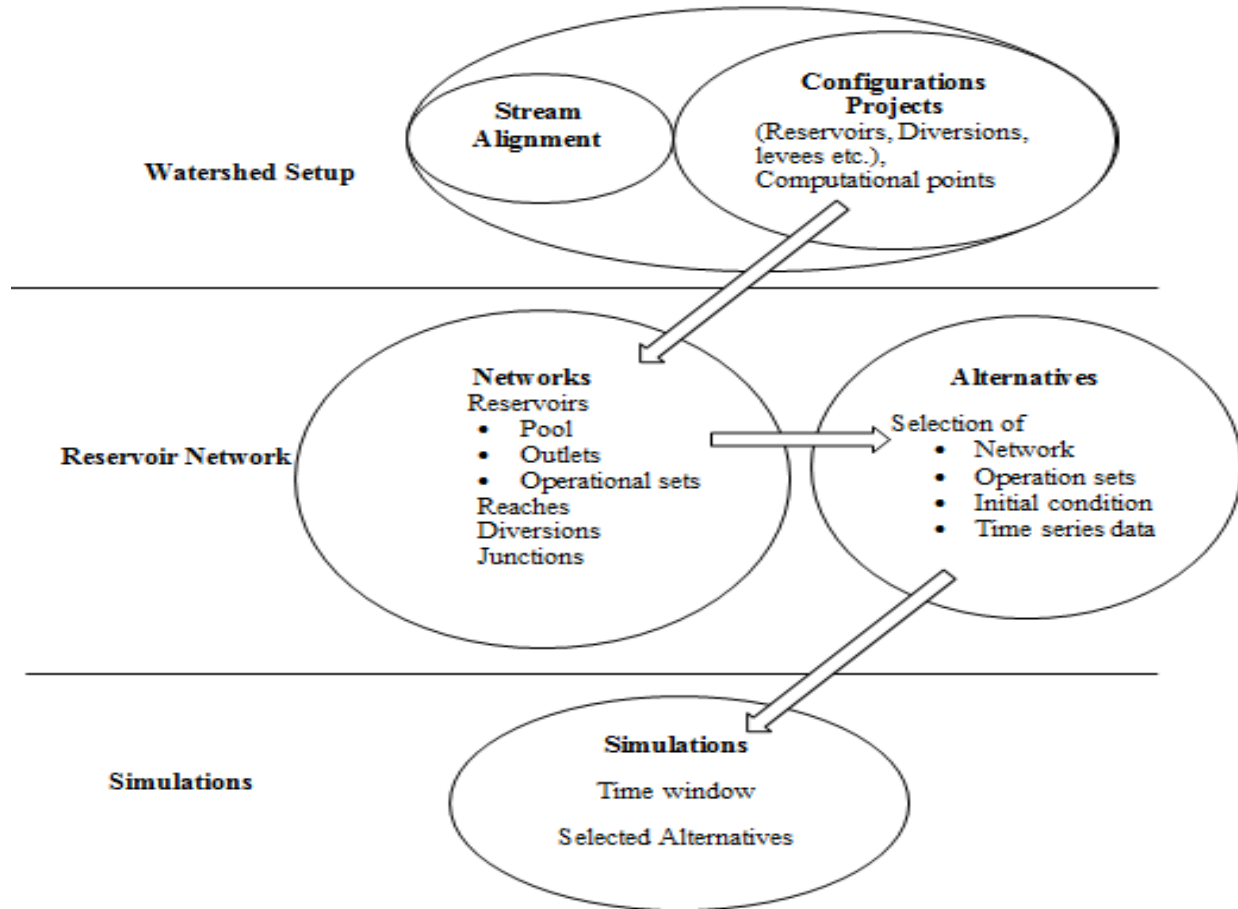 Watershed Setup
Stream
Alignment
Configurations
Projects
(Reservoirs, Diversions,
levees etc.),
Computational points
Reservoir Network
Networks
Reservoirs
• Pool
• Outlets
• Operational sets
Reaches
Diversions
Junctions
Alternatives
Selection of
• Network
• Operation sets
• Initial condition
• Time series data
Simulations
Simulations
Time window
Selected Alternatives